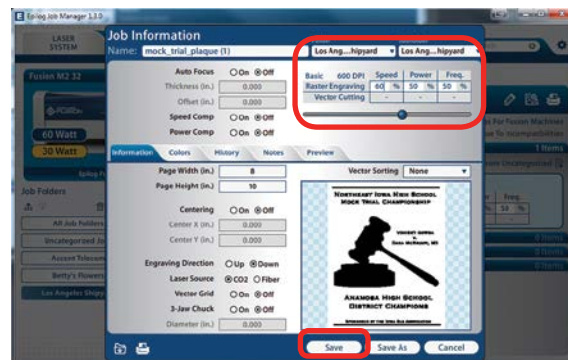 Epilog Job Manager 1.3.0
LASER
SYSTEM
Fusion M2 32
60 Watt
30 Watt
Job Folders
All Job Folders
Uncategorized Jo
Accent Telecom
Betty's Flowers
Los Angeles Shipy
Job Information
Name: mock_trial_plaque (1)
Los Ang....hipyard
Los Ang....hipyard
Auto Focus On Off
Thickness (in.) 0.000
Offset (in.) 0.000
Speed Comp On Off
Power Comp On Off
Basic 600 DPI Speed Power Freq.
Raster Engraving 60 % 50 % 50 %
Vector Cutting - - -
Information Colors History Notes Preview
Page Width (in.) 8
Page Height (in.) 10
Centering On Off
Center X (in.) 0.000
Center Y (in.) 0.000
Engraving Direction Up Down
Laser Source CO2 Fiber
Vector Grid On Off
3-Jaw Chuck On Off
Diameter (in.) 0.000
Vector Sorting None
Northeast Iowa High School
Mock Trial Championship
v.
Anamosa High School
District Champions
Save
Save As
Cancel
For Fusion Machines
1 Items
Freq.
0 Items
0 Items
0 Items